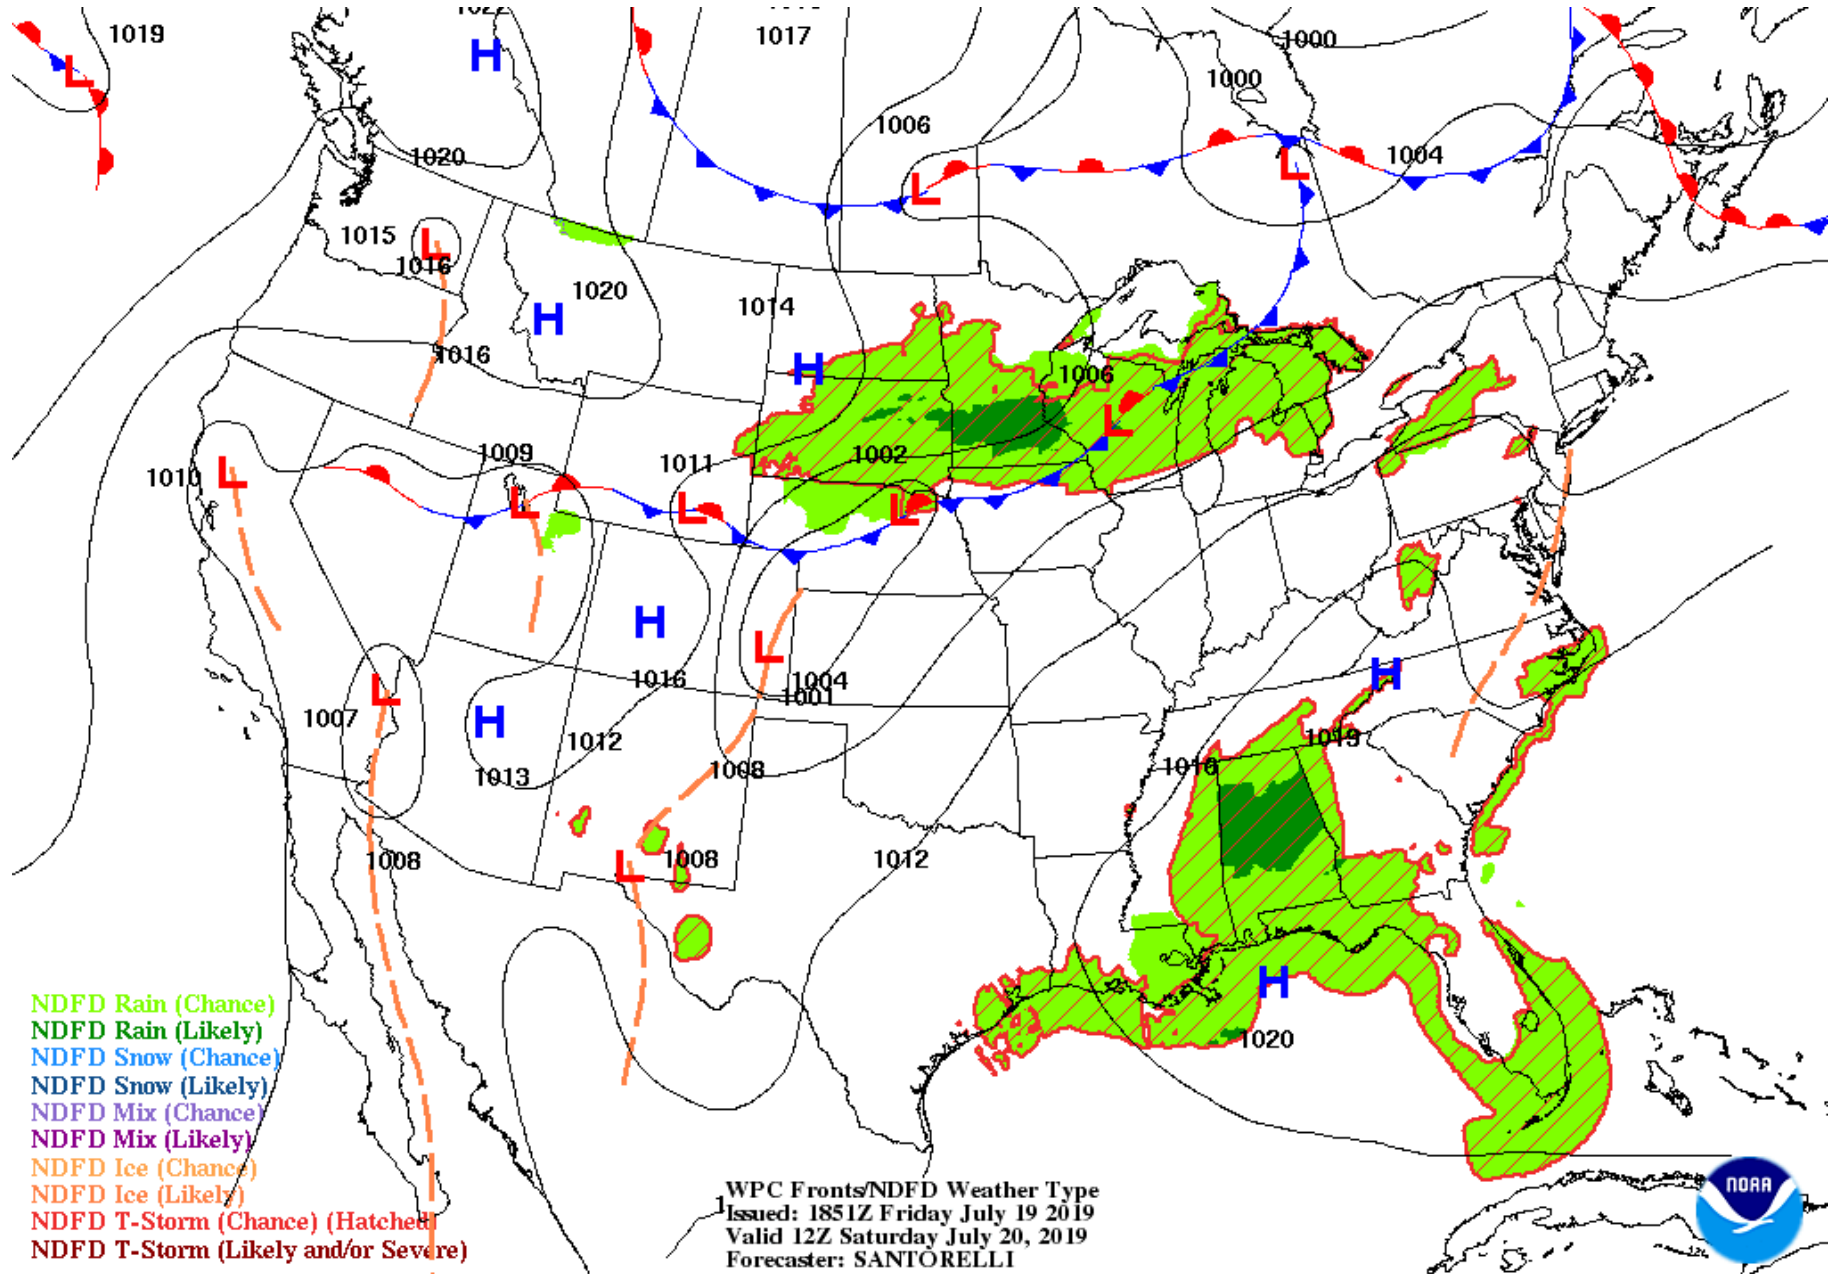 1019
1022
1017
1000
1000
1006
1004
1020
1015
1016
1020
1014
1016
1006
1009
1011
1002
1010
1016
1004
1001
1007
1012
1013
1008
1019
1016
1008
1008
1012
1020
H
L
L
L
L
H
H
H
L
L
L
L
L
H
L
H
L
H
L
H
NDFD Rain (Chance)
NDFD Rain (Likely)
NDFD Snow (Chance)
NDFD Snow (Likely)
NDFD Mix (Chance)
NDFD Mix (Likely)
NDFD Ice (Chance)
NDFD Ice (Likely)
NDFD T-Storm (Chance) (Hatched
NDFD T-Storm (Likely and/or Severe)
WPC Fronts/NDFD Weather Type
Issued: 1851Z Friday July 19 2019
Valid 12Z Saturday July 20, 2019
Forecaster: SANTORELLI
NOAA